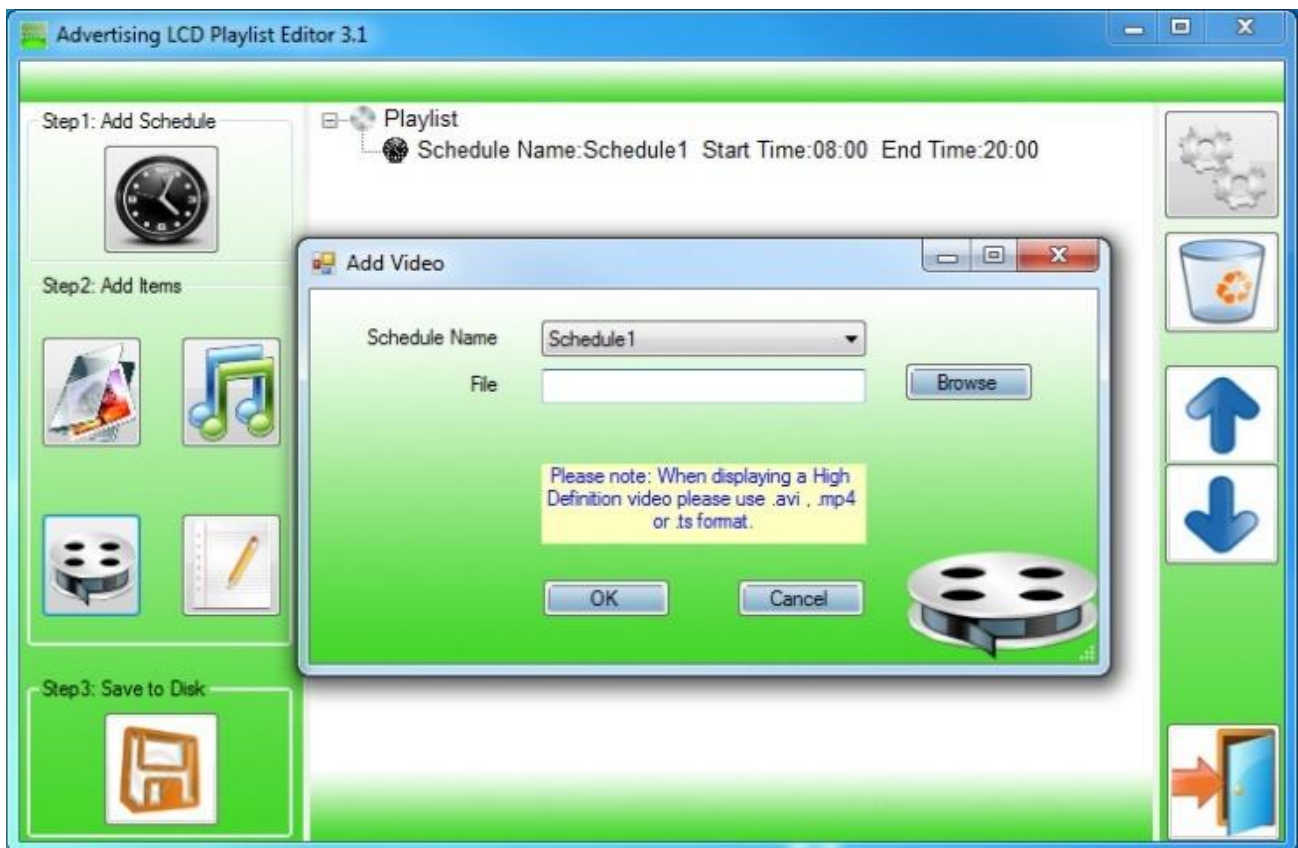 Advertising LCD Playlist Editor 3.1
Step1: Add Schedule
Playlist
Schedule Name:Schedule1 Start Time:08:00 End Time:20:00
Step2: Add Items
Add Video
Schedule Name
Schedule1
File
Browse
Please note: When displaying a High
Definition video please use .avi , .mp4
or .ts format.
OK
Cancel
Step3: Save to Disk